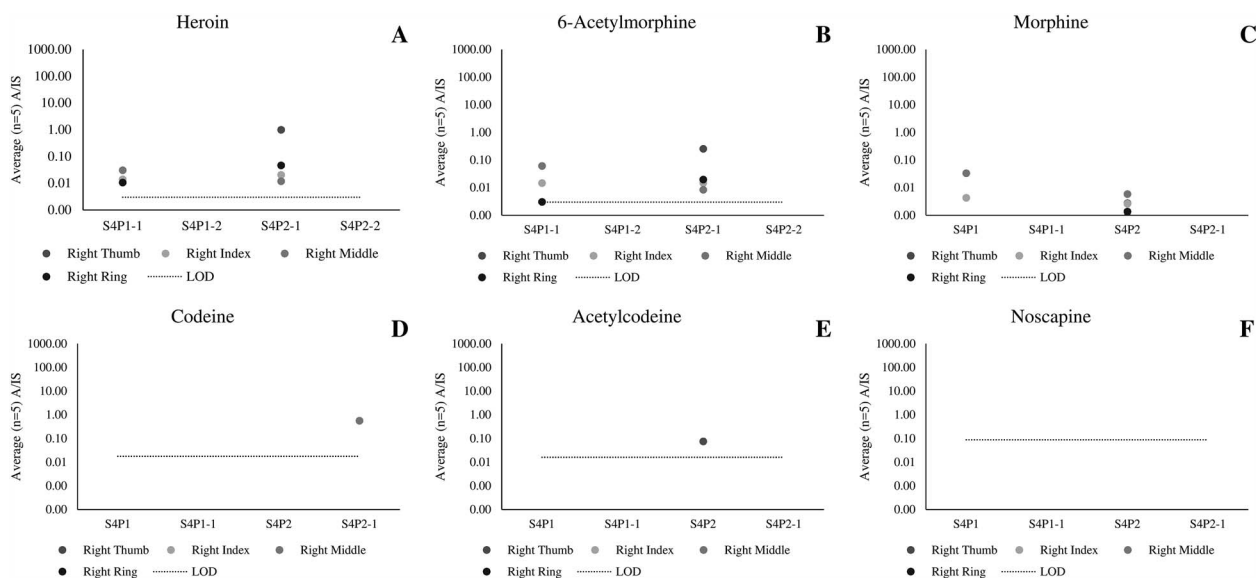 Heroin
A
Average (n=5) A/IS
1000.00
100.00
10.00
1.00
0.10
0.01
0.00
S4P1-1 S4P1-2 S4P2-1 S4P2-2
Right Thumb Right Index Right Middle
Right Ring LOD
6-Acetylmorphine
B
Average (n=5) A/IS
1000.00
100.00
10.00
1.00
0.10
0.01
0.00
S4P1-1 S4P1-2 S4P2-1 S4P2-2
Right Thumb Right Index Right Middle
Right Ring LOD
Morphine
C
Average (n=5) A/IS
1000.00
100.00
10.00
1.00
0.10
0.01
0.00
S4P1 S4P1-1 S4P2 S4P2-1
Right Thumb Right Index Right Middle
Right Ring LOD
Codeine
D
Average (n=5) A/IS
1000.00
100.00
10.00
1.00
0.10
0.01
0.00
0.00
S4P1 S4P1-1 S4P2 S4P2-1
Right Thumb Right Index Right Middle
Right Ring LOD
Acetylcodeine
E
Average (n=5) A/IS
1000.00
100.00
10.00
1.00
0.10
0.01
0.00
0.00
S4P1 S4P1-1 S4P2 S4P2-1
Right Thumb Right Index Right Middle
Right Ring LOD
Noscapine
F
Average (n=5) A/IS
1000.00
100.00
10.00
1.00
0.10
0.01
0.00
0.00
S4P1 S4P1-1 S4P2 S4P2-1
Right Thumb Right Index Right Middle
Right Ring LOD